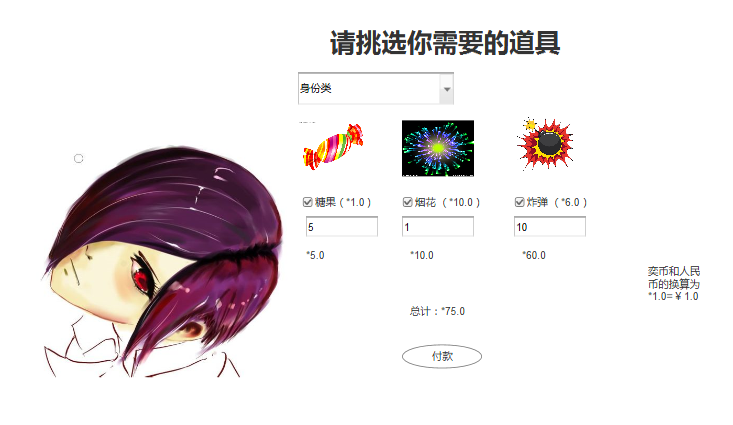 请挑选你需要的道具
身份类
糖果（*1.0）
烟花（*10.0）
炸弹（*6.0）
5
1
10
*5.0
*10.0
*60.0
奕币和人民
币的换算为
*1.0=￥1.0
总计：*75.0
付款